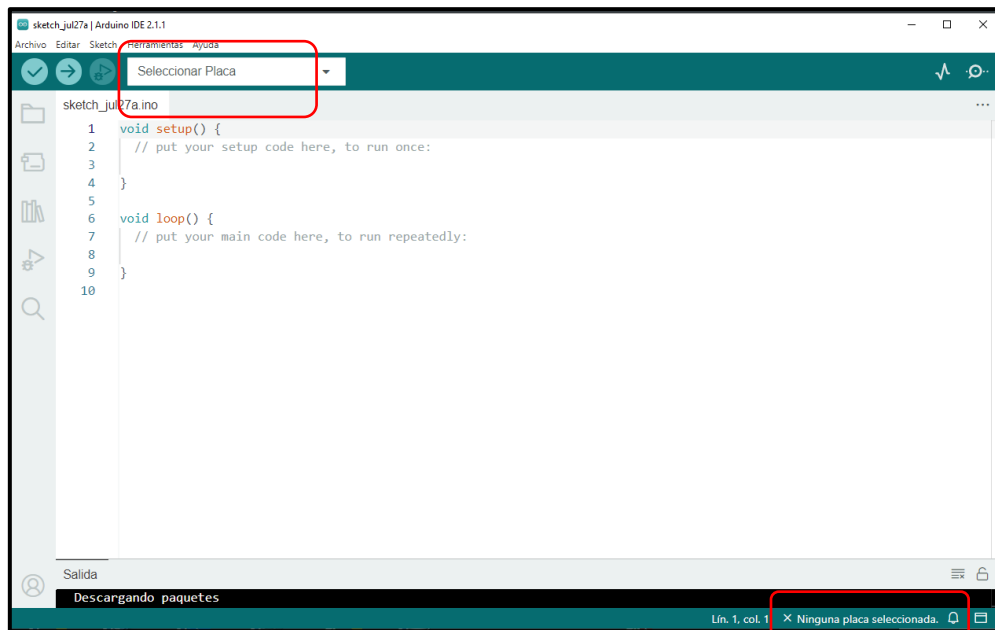 sketch_jul27a | Arduino IDE 2.1.1
Archivo Editar Sketch Herramientas Ayuda
Seleccionar Placa
sketch_jul27a.ino
1 void setup() {
2 // put your setup code here, to run once:
3
4 }
5
6 void loop() {
7 // put your main code here, to run repeatedly:
8
9 }
10
Salida
Descargando paquetes
Lín. 1, col. 1 × Ninguna placa seleccionada.